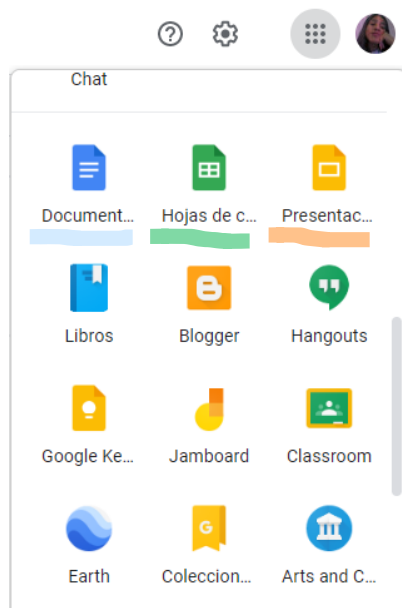 Chat
Document... Hojas de c... Presentac...
Libros Blogger Hangouts
Google Ke... Jamboard Classroom
G
Earth Coleccion... Arts and C...